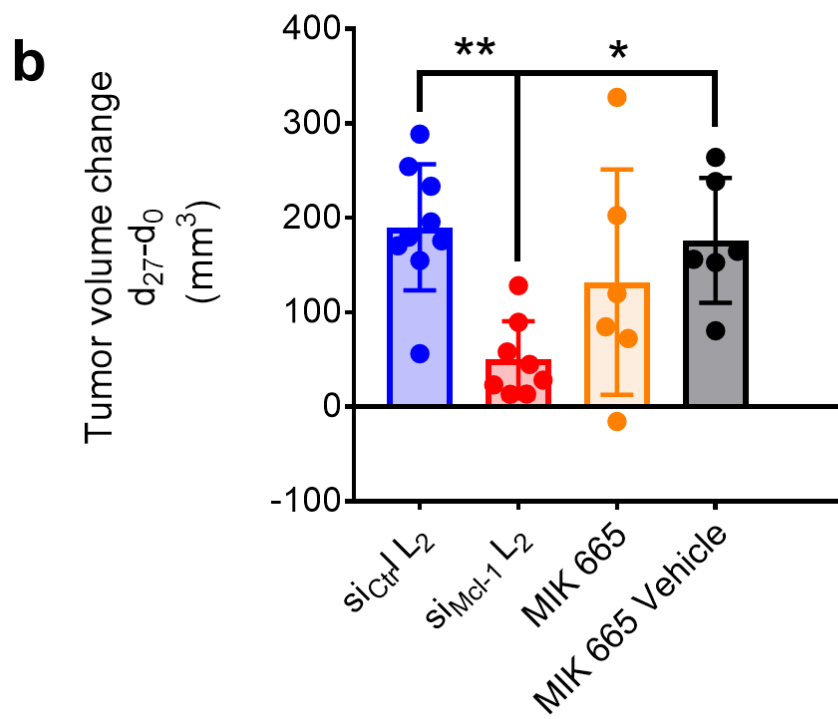 b
Tumor volume change
d27-d0
(mm3)
400
300
200
100
0
-100
**
*
siCtrl L2
siMcl-1 L2
MIK 665
MIK 665 Vehicle